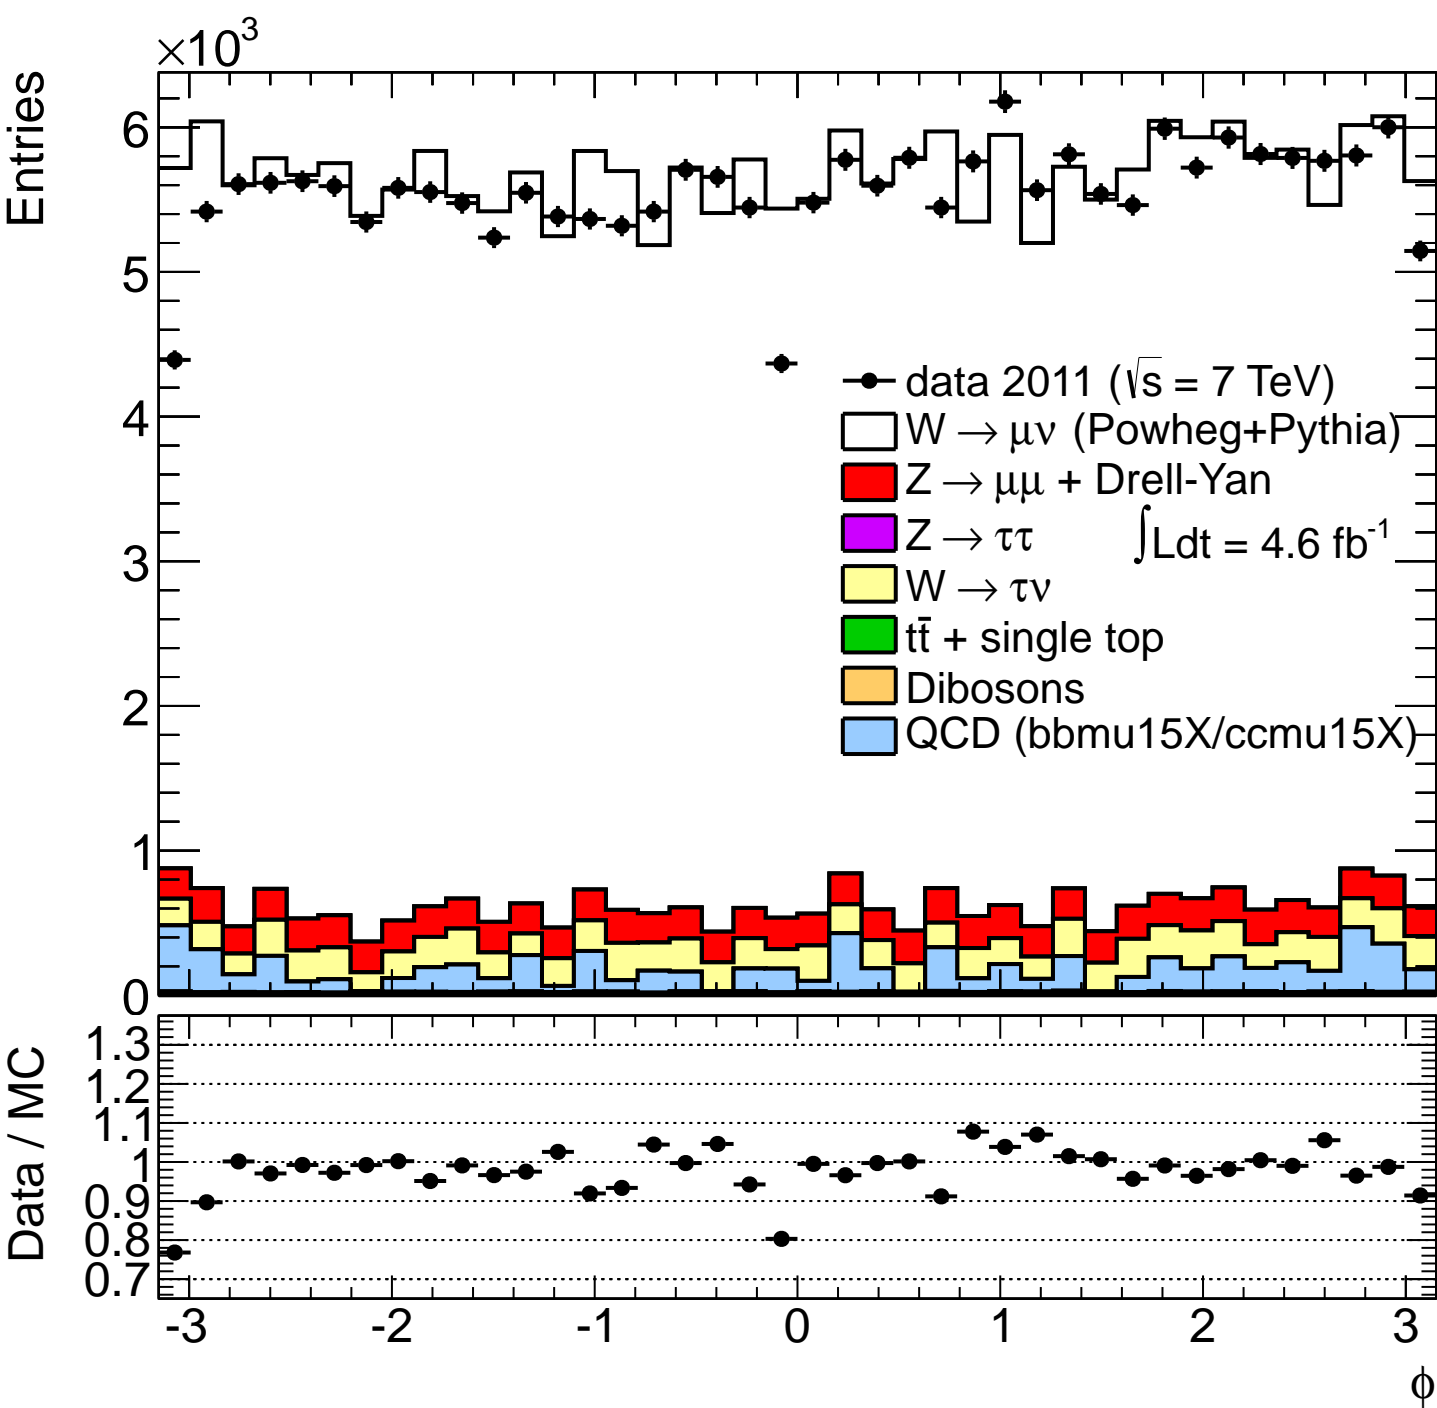 ×10³
Entries
6
5
4
3
2
1
0
data 2011 (√s = 7 TeV)
W → μν (Powheg+Pythia)
Z → μμ + Drell-Yan
Z → ττ
∫Ldt = 4.6 fb⁻¹
W → τν
tt̄ + single top
Dibosons
QCD (bbmu15X/ccmu15X)
Data / MC
1.3
1.2
1.1
1
0.9
0.8
0.7
-3 -2 -1 0 1 2 3
ϕ